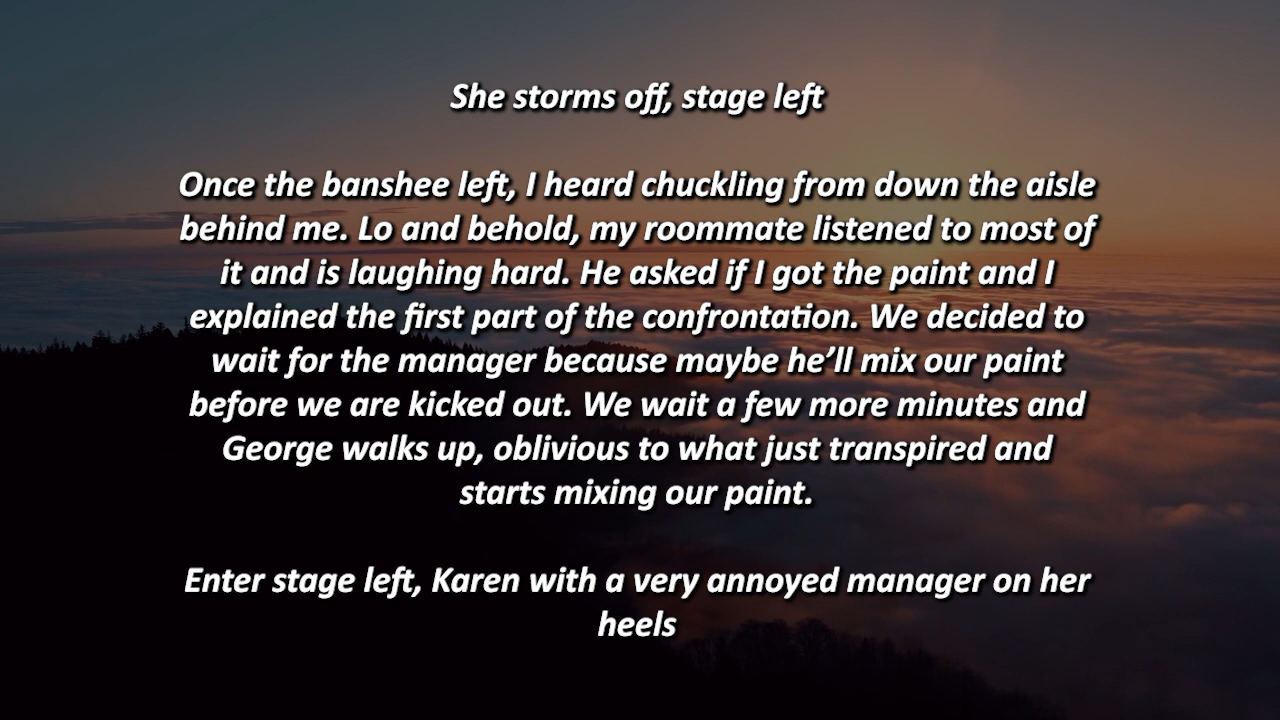 She storms off, stage left
Once the banshee left, I heard chuckling from down the aisle
behind me. Lo and behold, my roommate listened to most of
it and is laughing hard. He asked if I got the paint and I
explained the first part of the confrontation. We decided to
wait for the manager because maybe he’ll mix our paint
before we are kicked out. We wait a few more minutes and
George walks up, oblivious to what just transpired and
starts mixing our paint.
Enter stage left, Karen with a very annoyed manager on her
heels